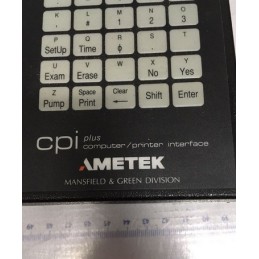 K L M N O
. # 1 2 3
P Q R S T
SetUp Time ϕ . -
U V W X Y
Exam Erase No Yes
Z Space Clear
Pump Print ← Shift Enter
cpi plus
computer/printer interface
AMETEK
MANSFIELD & GREEN DIVISION